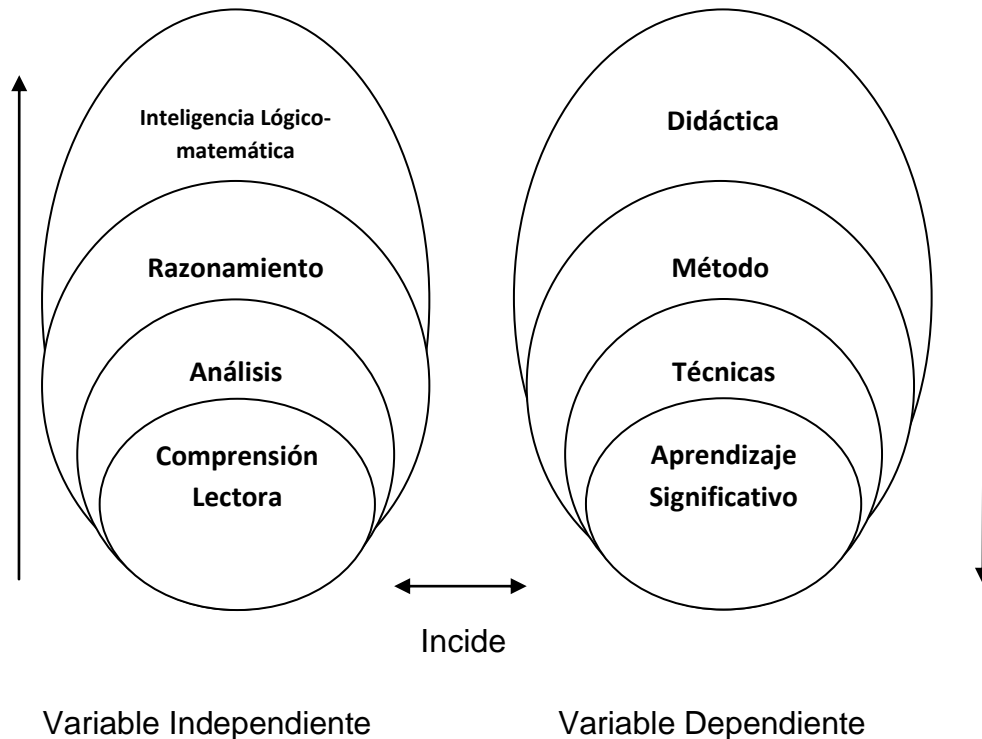 Inteligencia Lógico-
matemática
Razonamiento
Análisis
Comprensión
Lectora
Didáctica
Método
Técnicas
Aprendizaje
Significativo
Incide
Variable Independiente
Variable Dependiente